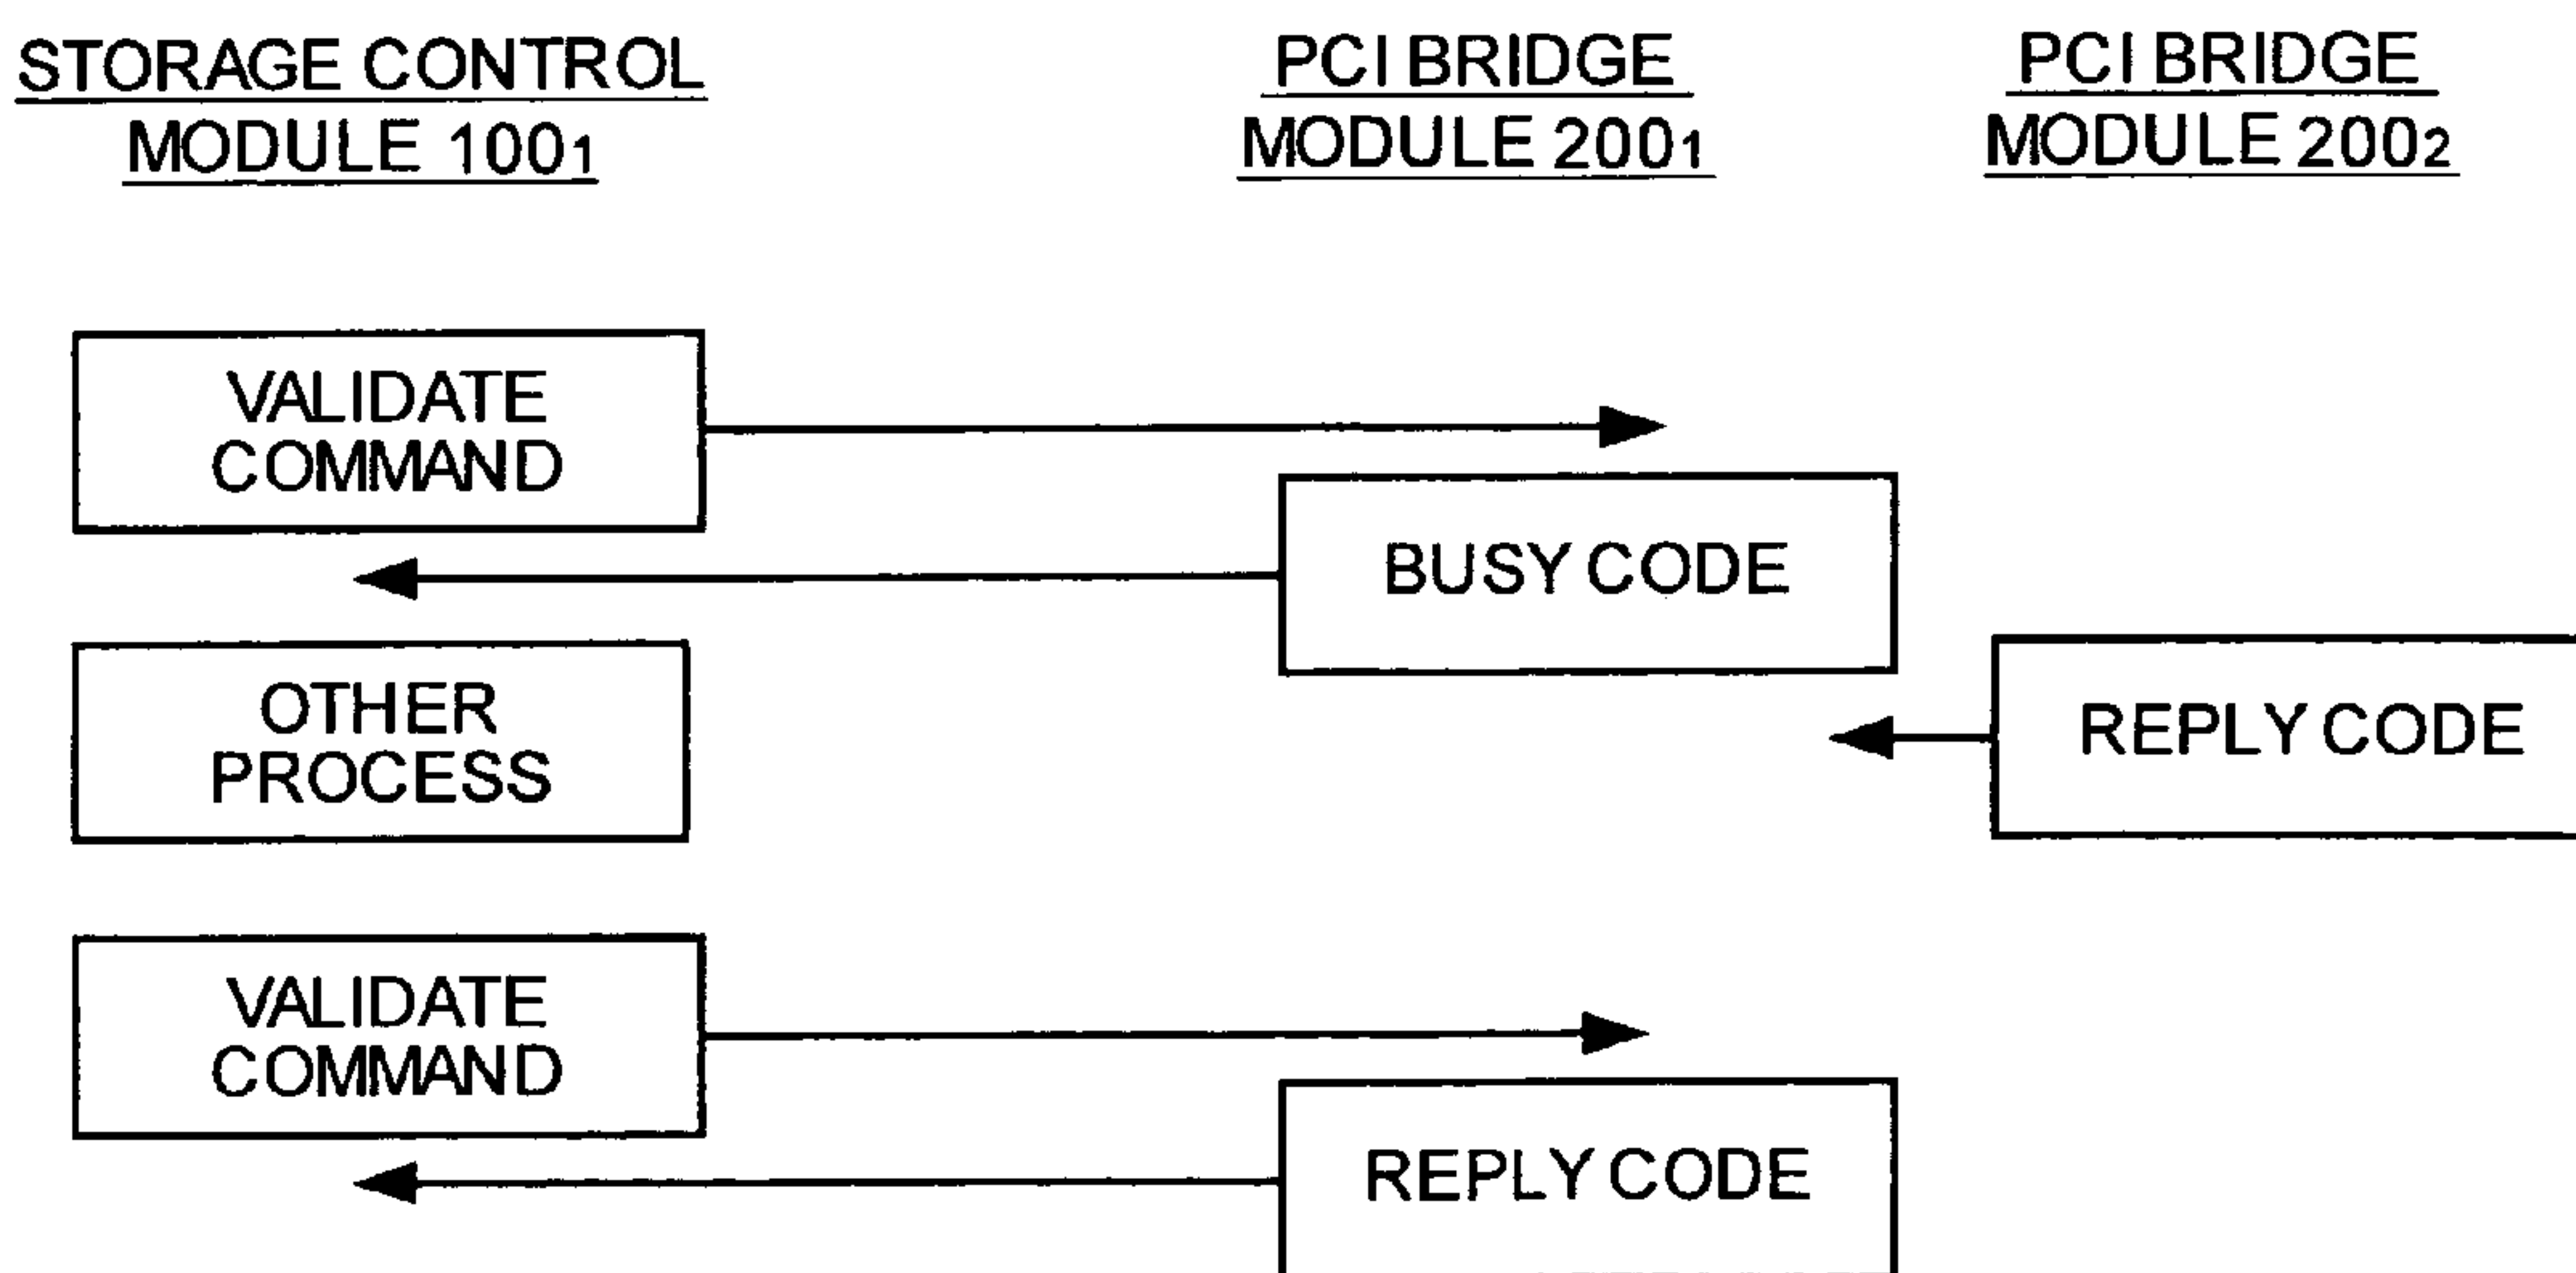 STORAGE CONTROL
MODULE 100₁
PCI BRIDGE
MODULE 200₁
PCI BRIDGE
MODULE 200₂
VALIDATE
COMMAND
BUSY CODE
OTHER
PROCESS
REPLY CODE
VALIDATE
COMMAND
REPLY CODE